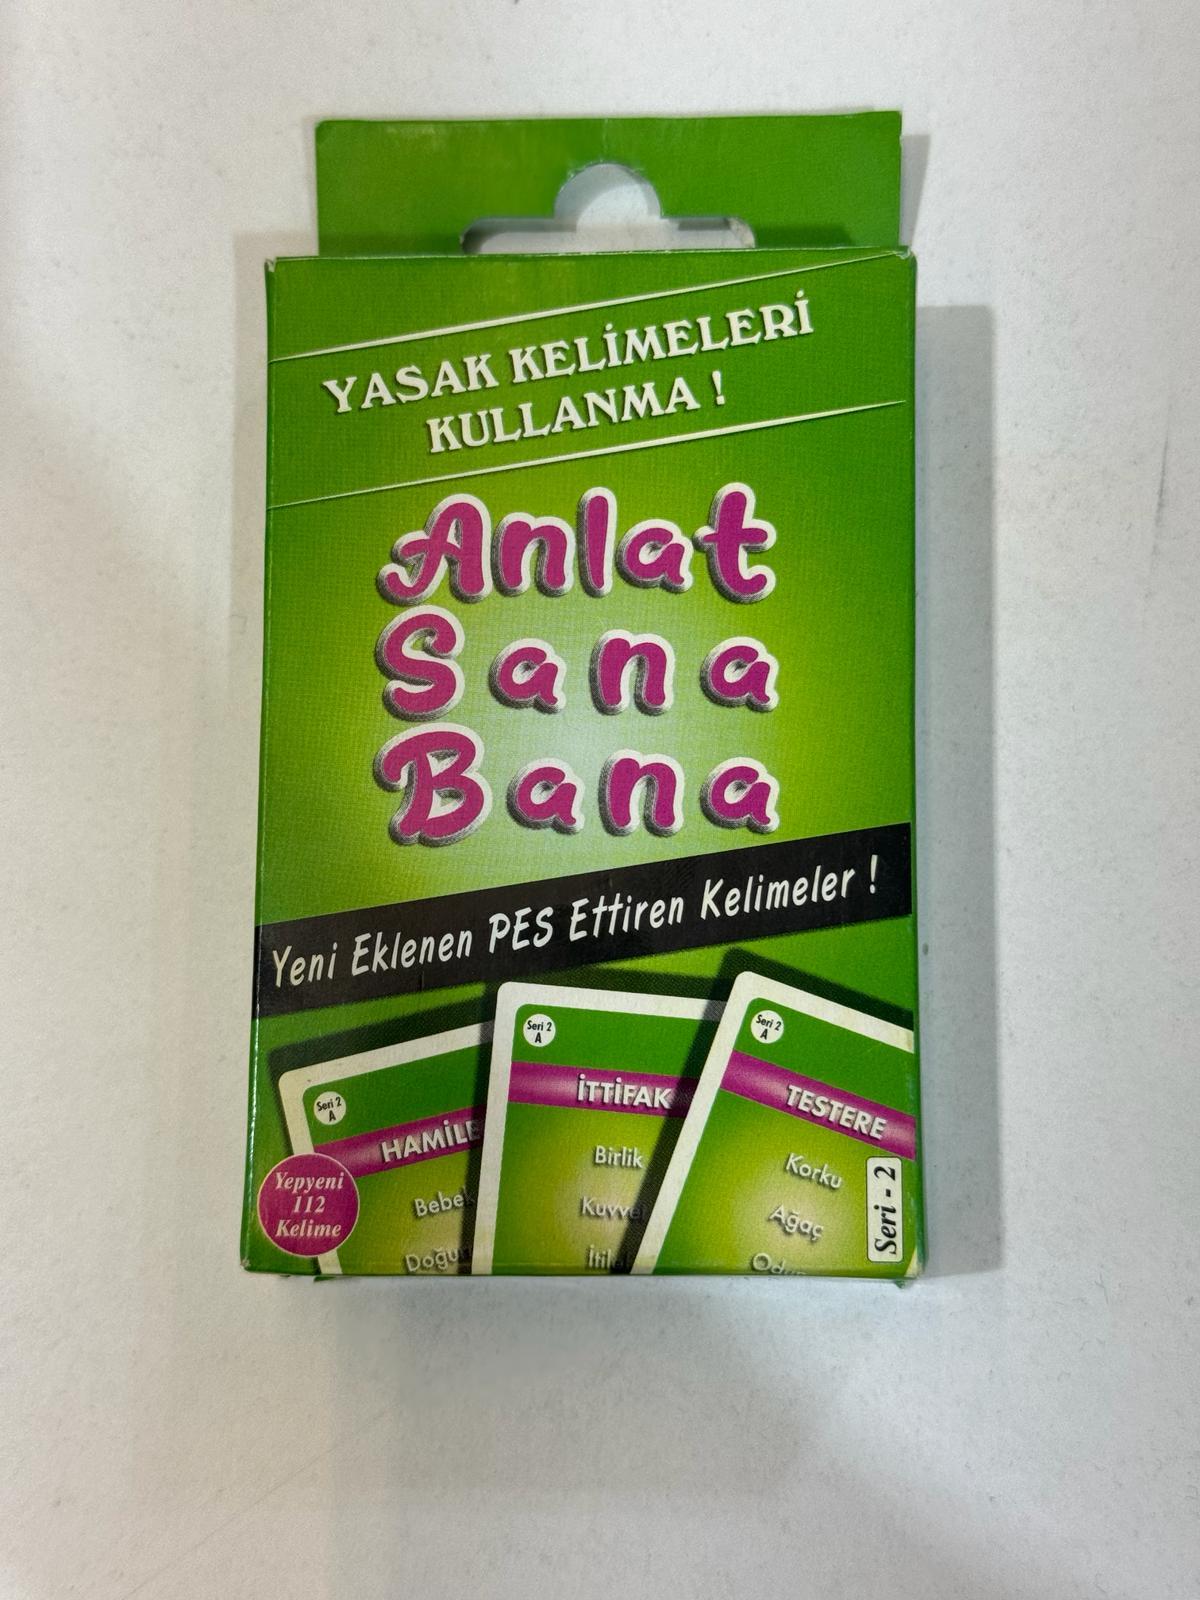 YASAK KELİMELERİ
KULLANMA !
Anlat
Sana
Bana
Yeni Eklenen PES Ettiren Kelimeler !
Seri 2
A
HAMİLE
Bebek
Seri 2
A
İTTİFAK
Birlik
Seri 2
A
TESTERE
Korku
Ağaç
Yepyeni
112
Kelime
Seri - 2